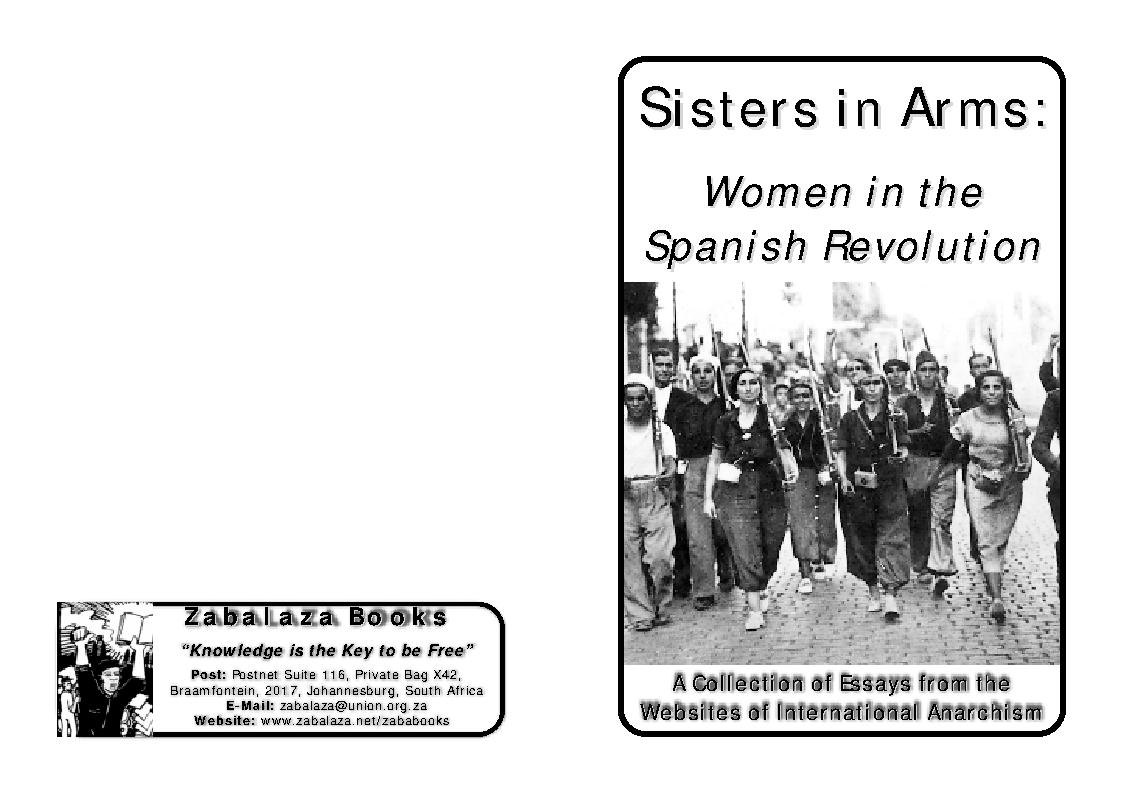 Sisters in Arms:
Women in the
Spanish Revolution
A Collection of Essays from the
Websites of International Anarchism
ZabaLaza Books
“Knowledge is the Key to be Free”
Post: Postnet Suite 116, Private Bag X42,
Braamfontein, 2017, Johannesburg, South Africa
E-Mail: zabalaza@union.org.za
Website: www.zabalaza.net/zababooks